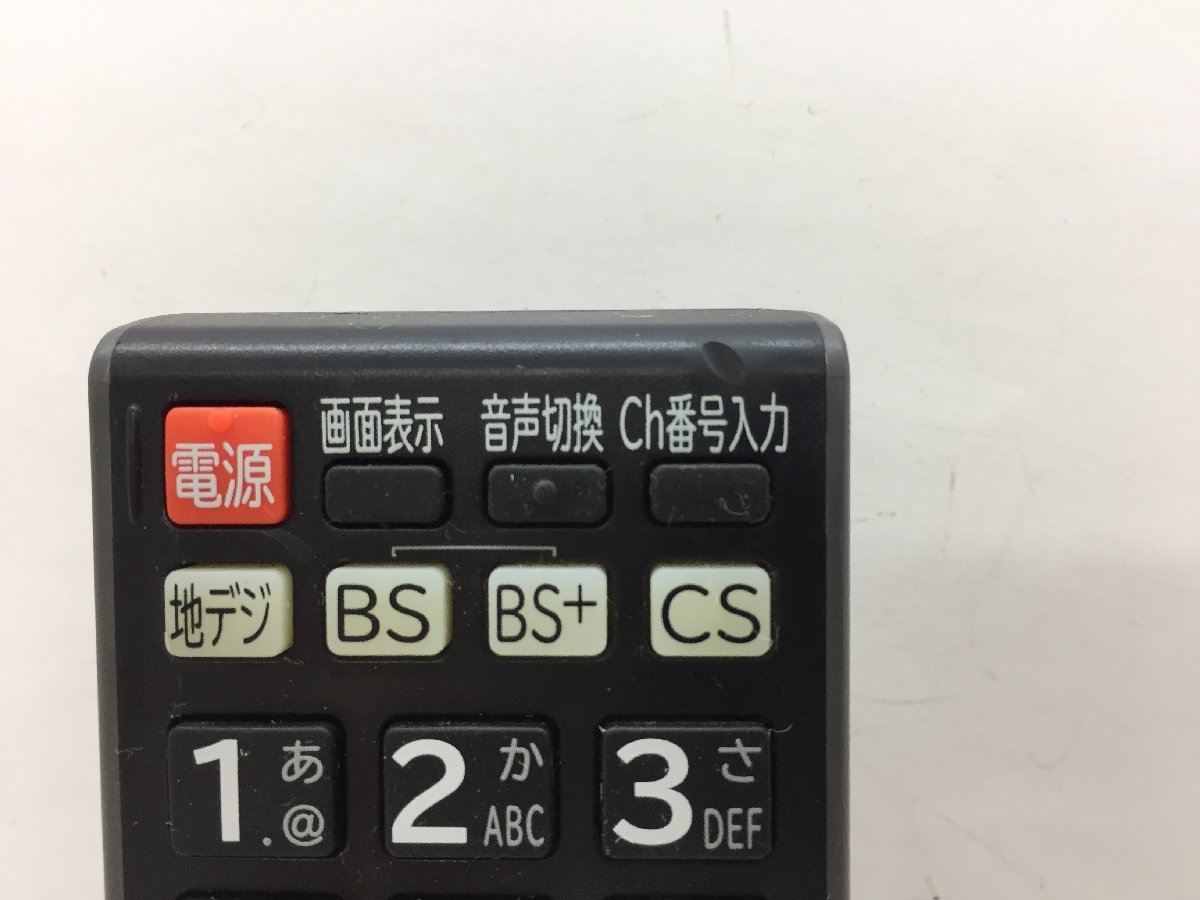 電源 画面表示 音声切換 Ch番号入力
地デジ BS BS+ CS
1 あ .@ 2 か ABC 3 さ DEF